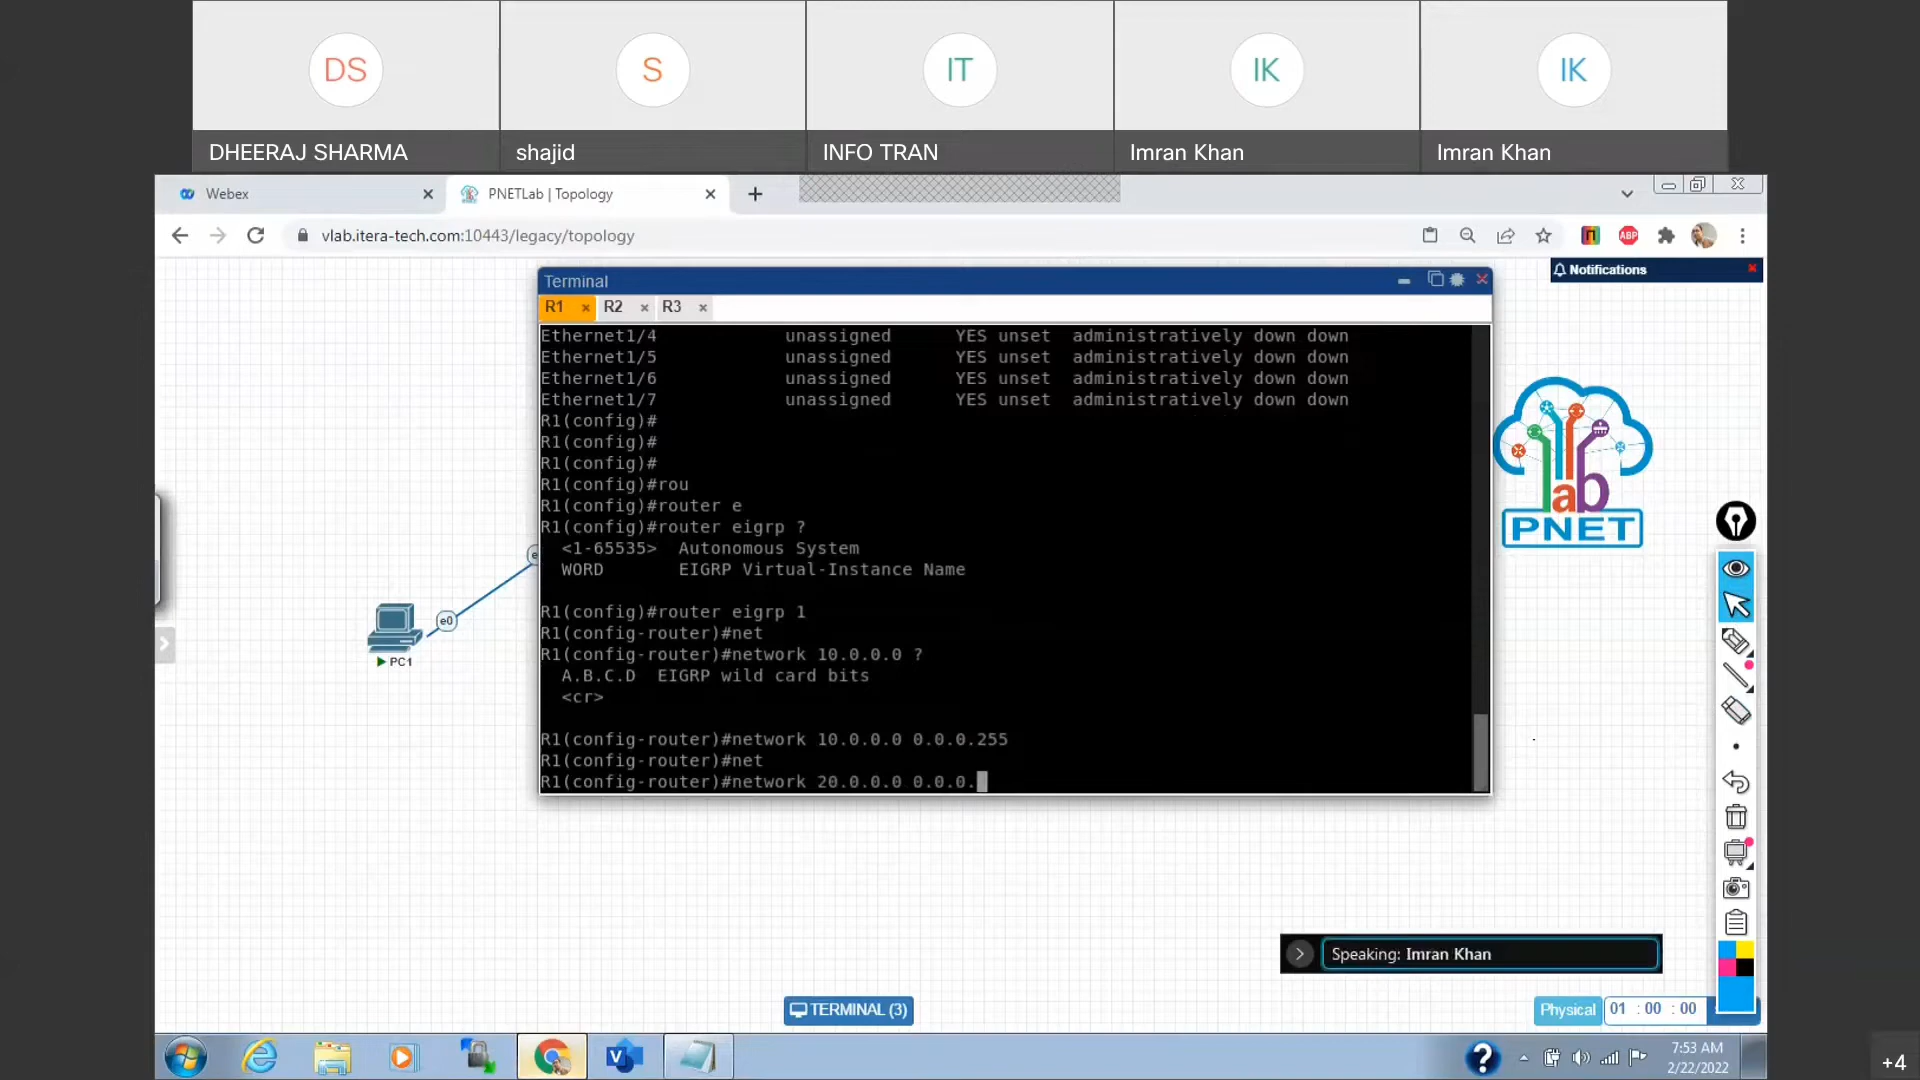 DS
S
IT
IK
IK
DHEERAJ SHARMA
shajid
INFO TRAN
Imran Khan
Imran Khan
Webex
PNETLab | Topology
vlab.itera-tech.com:10443/legacy/topology
ABP
Notifications
Terminal
R1
R2
R3
Ethernet1/4 unassigned YES unset administratively down down
Ethernet1/5 unassigned YES unset administratively down down
Ethernet1/6 unassigned YES unset administratively down down
Ethernet1/7 unassigned YES unset administratively down down
R1(config)#
R1(config)#
R1(config)#
R1(config)#rou
R1(config)#router e
R1(config)#router eigrp ?
<1-65535> Autonomous System
WORD EIGRP Virtual-Instance Name
R1(config)#router eigrp 1
R1(config-router)#net
R1(config-router)#network 10.0.0.0 ?
A.B.C.D EIGRP wild card bits
<cr>
R1(config-router)#network 10.0.0.0 0.0.0.255
R1(config-router)#net
R1(config-router)#network 20.0.0.0 0.0.0.
e
e0
PC1
lab
PNET
Speaking: Imran Khan
TERMINAL (3)
Physical
01 : 00 : 00
7:53 AM
2/22/2022
+4